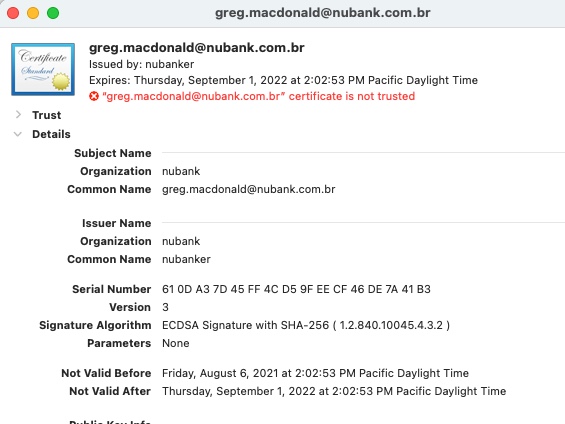 greg.macdonald@nubank.com.br
Certificate
Standard
greg.macdonald@nubank.com.br
Issued by: nubanker
Expires: Thursday, September 1, 2022 at 2:02:53 PM Pacific Daylight Time
“greg.macdonald@nubank.com.br” certificate is not trusted
Trust
Details
Subject Name
Organization nubank
Common Name greg.macdonald@nubank.com.br
Issuer Name
Organization nubank
Common Name nubanker
Serial Number 61 0D A3 7D 45 FF 4C D5 9F EE CF 46 DE 7A 41 B3
Version 3
Signature Algorithm ECDSA Signature with SHA-256 ( 1.2.840.10045.4.3.2 )
Parameters None
Not Valid Before Friday, August 6, 2021 at 2:02:53 PM Pacific Daylight Time
Not Valid After Thursday, September 1, 2022 at 2:02:53 PM Pacific Daylight Time
Public Key Info